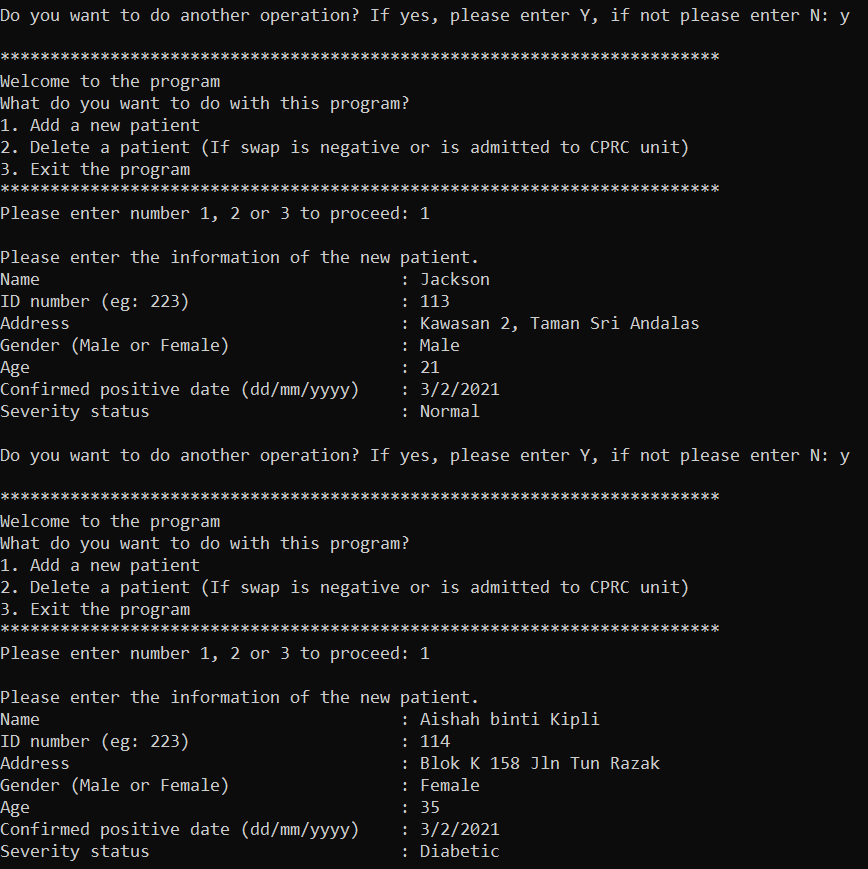 Do you want to do another operation? If yes, please enter Y, if not please enter N: y
************************************************************************
Welcome to the program
What do you want to do with this program?
1. Add a new patient
2. Delete a patient (If swap is negative or is admitted to CPRC unit)
3. Exit the program
************************************************************************
Please enter number 1, 2 or 3 to proceed: 1
Please enter the information of the new patient.
Name : Jackson
ID number (eg: 223) : 113
Address : Kawasan 2, Taman Sri Andalas
Gender (Male or Female) : Male
Age : 21
Confirmed positive date (dd/mm/yyyy) : 3/2/2021
Severity status : Normal
Do you want to do another operation? If yes, please enter Y, if not please enter N: y
************************************************************************
Welcome to the program
What do you want to do with this program?
1. Add a new patient
2. Delete a patient (If swap is negative or is admitted to CPRC unit)
3. Exit the program
************************************************************************
Please enter number 1, 2 or 3 to proceed: 1
Please enter the information of the new patient.
Name : Aishah binti Kipli
ID number (eg: 223) : 114
Address : Blok K 158 Jln Tun Razak
Gender (Male or Female) : Female
Age : 35
Confirmed positive date (dd/mm/yyyy) : 3/2/2021
Severity status : Diabetic